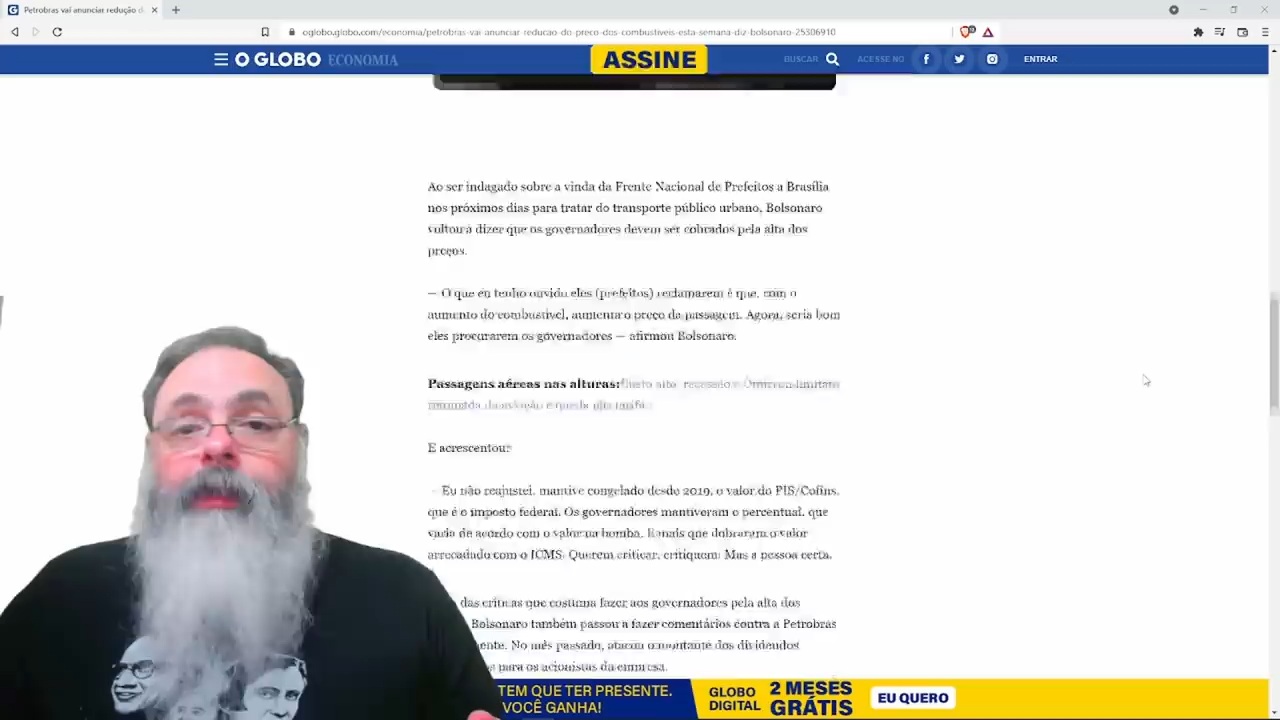 Petrobras vai anunciar redução d
oglobo.globo.com/economia/petrobras-vai-anunciar-reducao-do-preco-dos-combustiveis-esta-semana-diz-bolsonaro-25306910
O GLOBO ECONOMIA
ASSINE
BUSCAR
ACESSE NO
ENTRAR
Ao ser indagado sobre a vinda da Frente Nacional de Prefeitos a Brasília
nos próximos dias para tratar do transporte público urbano, Bolsonaro
voltou a dizer que os governadores devem ser cobrados pela alta dos
preços.
— O que eu tenho ouvido eles (prefeitos) reclamarem é que, com o
aumento do combustível, aumenta o preço da passagem. Agora, seria bom
eles procurarem os governadores — afirmou Bolsonaro.
Passagens aéreas nas alturas:
E acrescentou:
Eu não reajustei, mantive congelado desde 2019, o valor do PIS/Cofins,
que é o imposto federal. Os governadores mantiveram o percentual, que
varia de acordo com o valor na bomba. que dobraram o valor
arrecadado com o ICMS. Querem criticar, critiquem. Mas a pessoa certa.
das críticas que costuma fazer aos governadores pela alta dos
Bolsonaro também passou a fazer comentários contra a Petrobras
No mês passado, atacou o montante dos dividendos
para os acionistas da empresa.
TEM QUE TER PRESENTE.
VOCÊ GANHA!
GLOBO
DIGITAL
2 MESES
GRÁTIS
EU QUERO